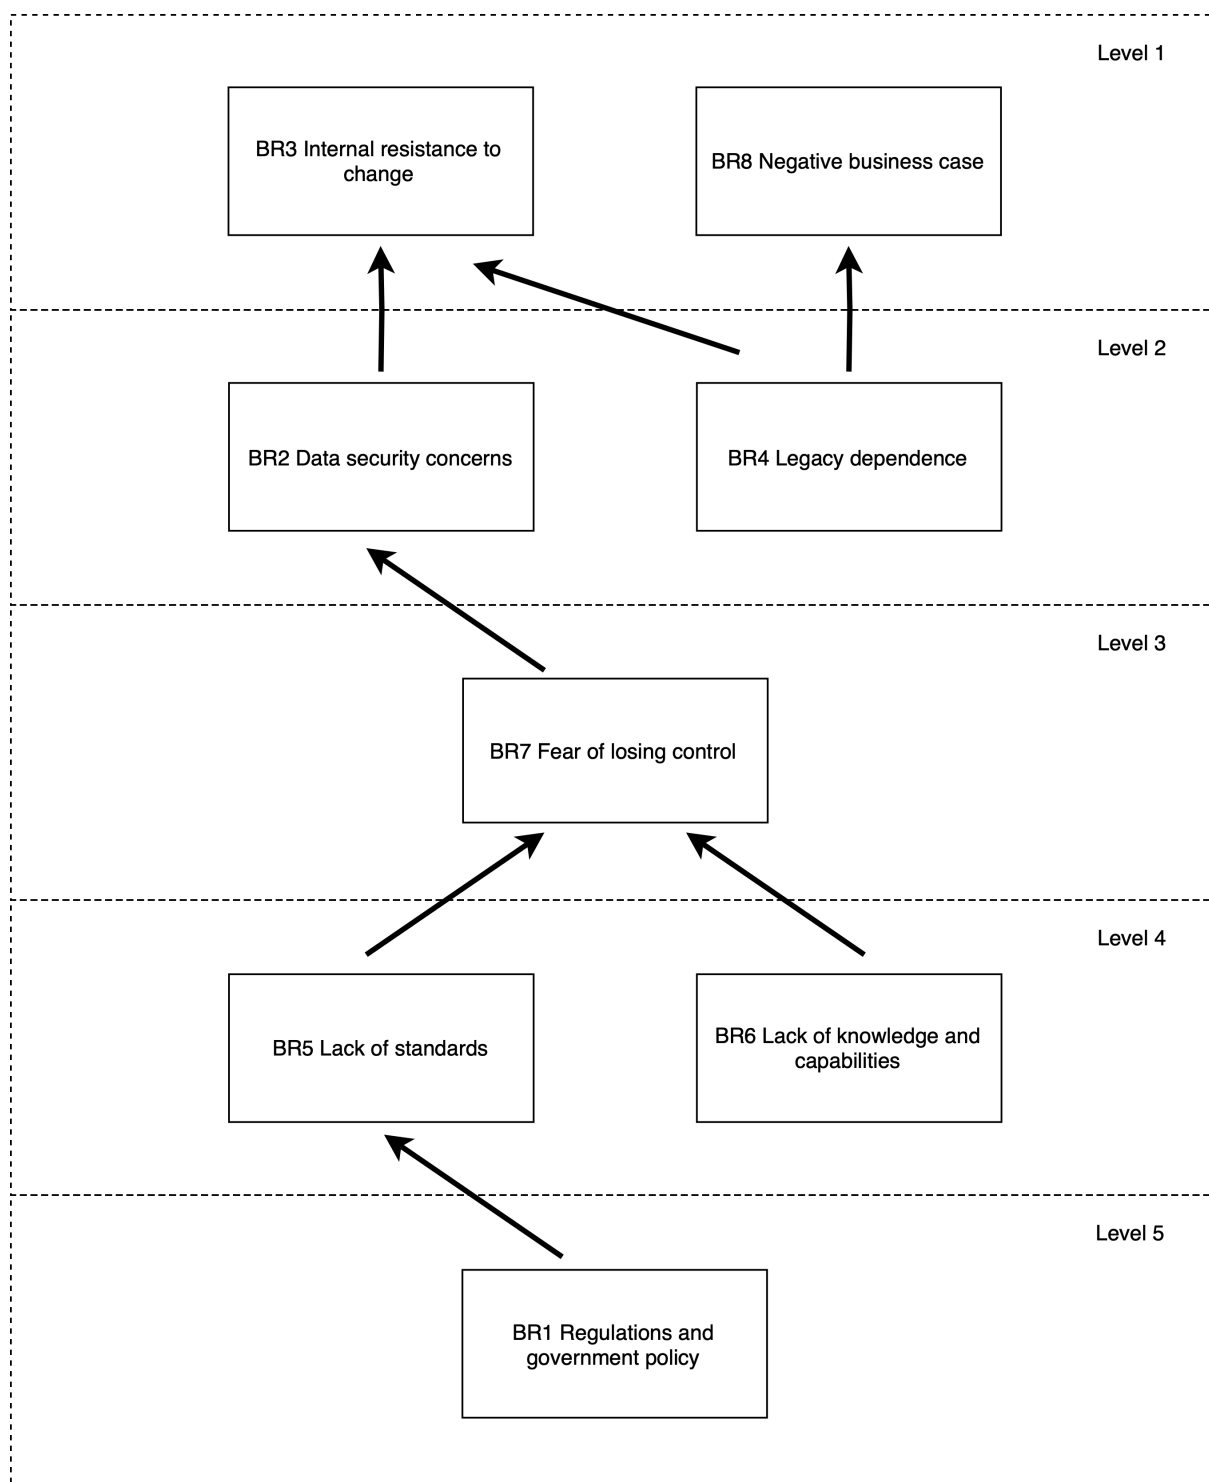 Level 1
BR3 Internal resistance to
change
BR8 Negative business case
Level 2
BR2 Data security concerns
BR4 Legacy dependence
Level 3
BR7 Fear of losing control
Level 4
BR5 Lack of standards
BR6 Lack of knowledge and
capabilities
Level 5
BR1 Regulations and
government policy